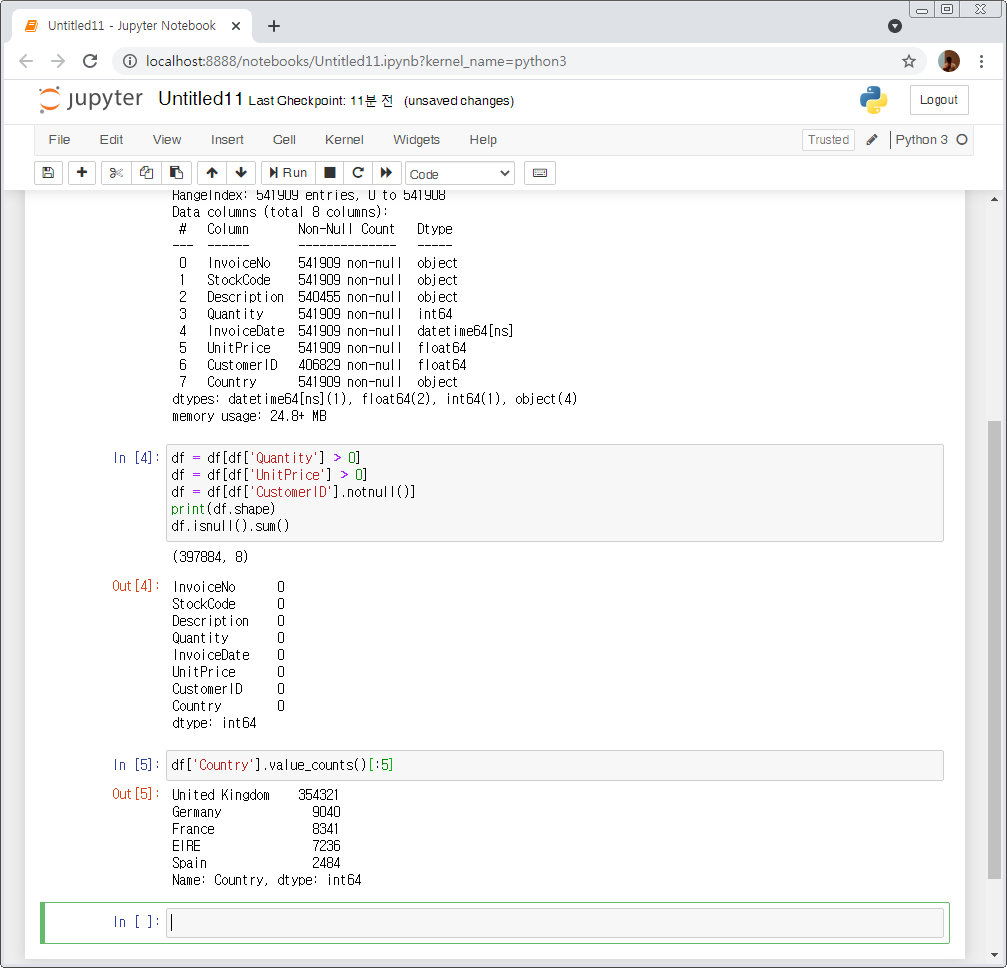 Untitled11 - Jupyter Notebook
localhost:8888/notebooks/Untitled11.ipynb?kernel_name=python3
jupyter Untitled11 Last Checkpoint: 11분 전 (unsaved changes)
Logout
File Edit View Insert Cell Kernel Widgets Help
Trusted Python 3
Run
Code
RangeIndex: 541909 entries, 0 to 541908
Data columns (total 8 columns):
# Column Non-Null Count Dtype
--- ------ -------------- -----
0 InvoiceNo 541909 non-null object
1 StockCode 541909 non-null object
2 Description 540455 non-null object
3 Quantity 541909 non-null int64
4 InvoiceDate 541909 non-null datetime64[ns]
5 UnitPrice 541909 non-null float64
6 CustomerID 406829 non-null float64
7 Country 541909 non-null object
dtypes: datetime64[ns](1), float64(2), int64(1), object(4)
memory usage: 24.8+ MB
In [4]: df = df[df['Quantity'] > 0]
df = df[df['UnitPrice'] > 0]
df = df[df['CustomerID'].notnull()]
print(df.shape)
df.isnull().sum()
(397884, 8)
Out[4]: InvoiceNo 0
StockCode 0
Description 0
Quantity 0
InvoiceDate 0
UnitPrice 0
CustomerID 0
Country 0
dtype: int64
In [5]: df['Country'].value_counts()[:5]
Out[5]: United Kingdom 354321
Germany 9040
France 8341
EIRE 7236
Spain 2484
Name: Country, dtype: int64
In [ ]: